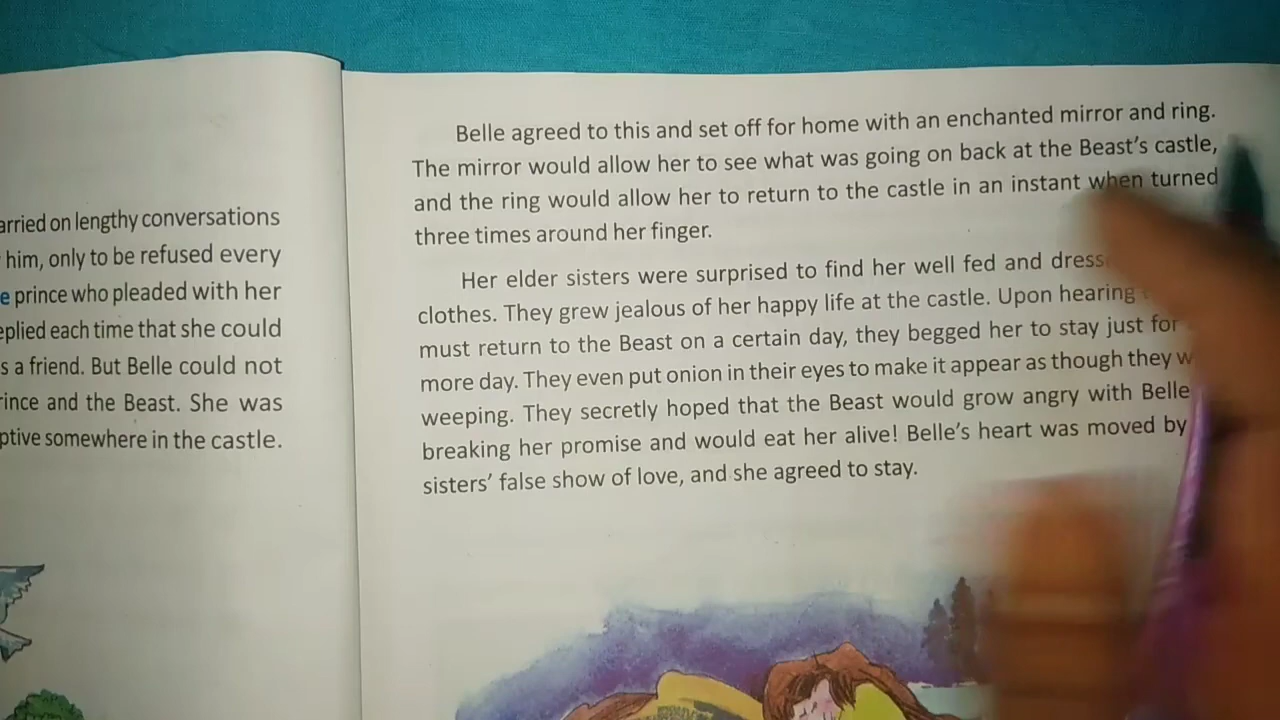 arried on lengthy conversations
him, only to be refused every
e prince who pleaded with her
eplied each time that she could
s a friend. But Belle could not
rince and the Beast. She was
ptive somewhere in the castle.
Belle agreed to this and set off for home with an enchanted mirror and ring.
The mirror would allow her to see what was going on back at the Beast's castle,
and the ring would allow her to return to the castle in an instant when turned
three times around her finger.
Her elder sisters were surprised to find her well fed and dress
clothes. They grew jealous of her happy life at the castle. Upon hearing
must return to the Beast on a certain day, they begged her to stay just for
more day. They even put onion in their eyes to make it appear as though they w
weeping. They secretly hoped that the Beast would grow angry with Belle
breaking her promise and would eat her alive! Belle's heart was moved by
sisters' false show of love, and she agreed to stay.